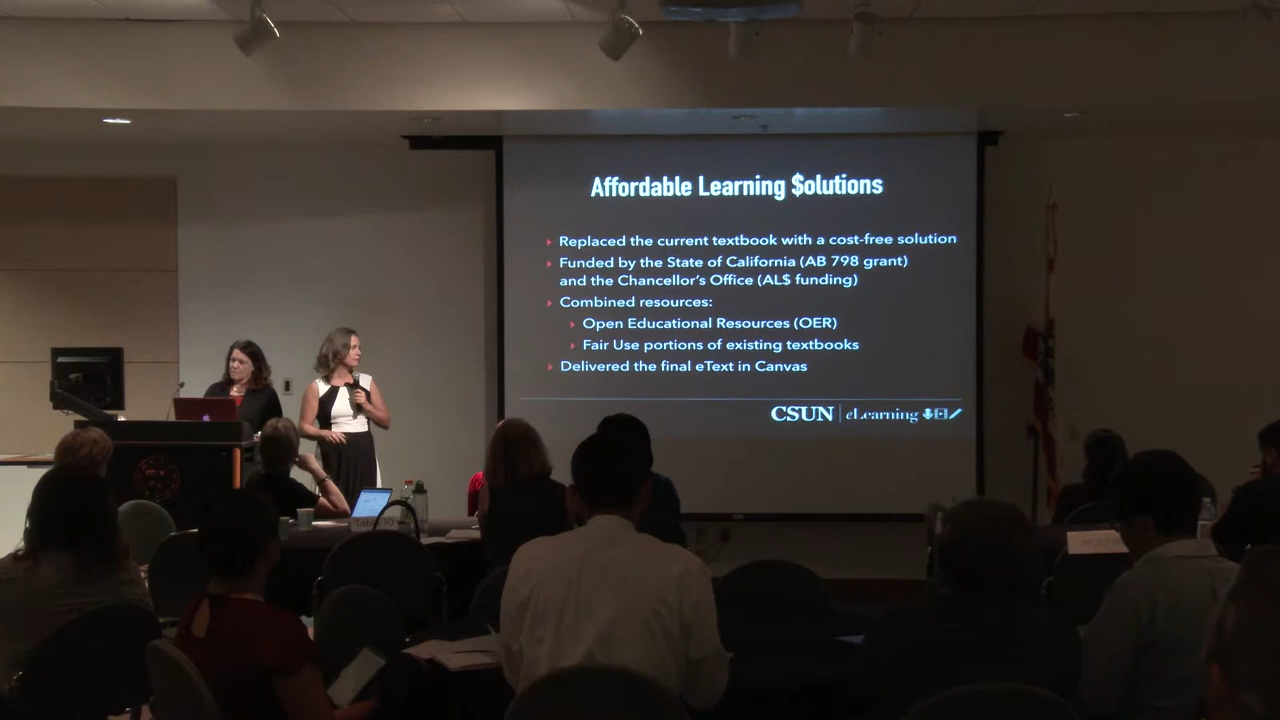 Affordable Learning $olutions
Replaced the current textbook with a cost-free solution
Funded by the State of California (AB 798 grant)
and the Chancellor's Office (AL$ funding)
Combined resources:
Open Educational Resources (OER)
Fair Use portions of existing textbooks
Delivered the final eText in Canvas
CSUN | eLearning
Table 10